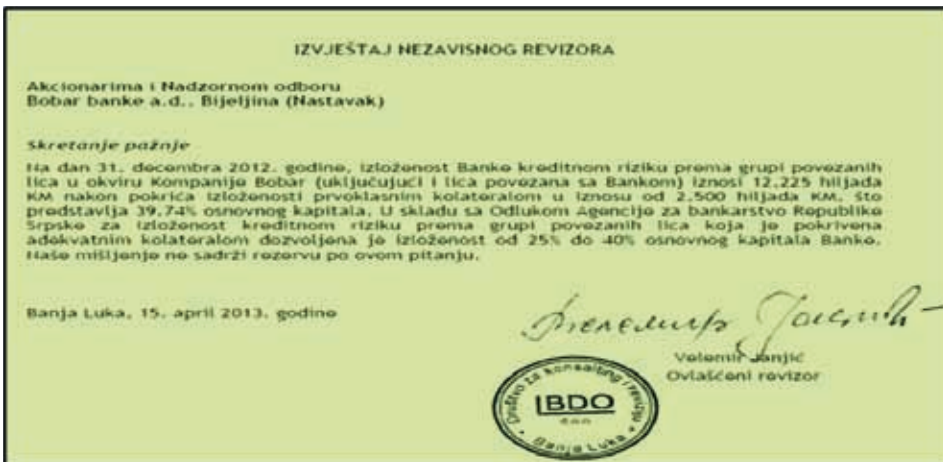 IZVJEŠTAJ NEZAVISNOG REVIZORA
Akcionarima i Nadzornom odboru
Bobar banke a.d., Bijeljina (Nastavak)
Skretanje pažnje
Na dan 31. decembra 2012. godine, izloženost Banke kreditnom riziku prema grupi povezanih
lica u okviru Kompanije Bobar (uključujući i lica povezana sa Bankom) iznosi 12.225 hiljada
KM nakon pokrića izloženosti prvoklasnim kolateralom u iznosu od 2.500 hiljada KM, što
predstavlja 39,74% osnovnog kapitala. U skladu sa Odlukom Agencije za bankarstvo Republike
Srpske za izloženost kreditnom riziku prema grupi povezanih lica koja je pokrivena
adekvatnim kolateralom dozvoljena je izloženost od 25% do 40% osnovnog kapitala Banke.
Naše mišljenje ne sadrži rezervu po ovom pitanju.
Banja Luka, 15. april 2013. godine
Velemir Janjić
Ovlašćeni revizor
Društvo za konsalting i reviziju
BDO
d.o.o.
Banja Luka